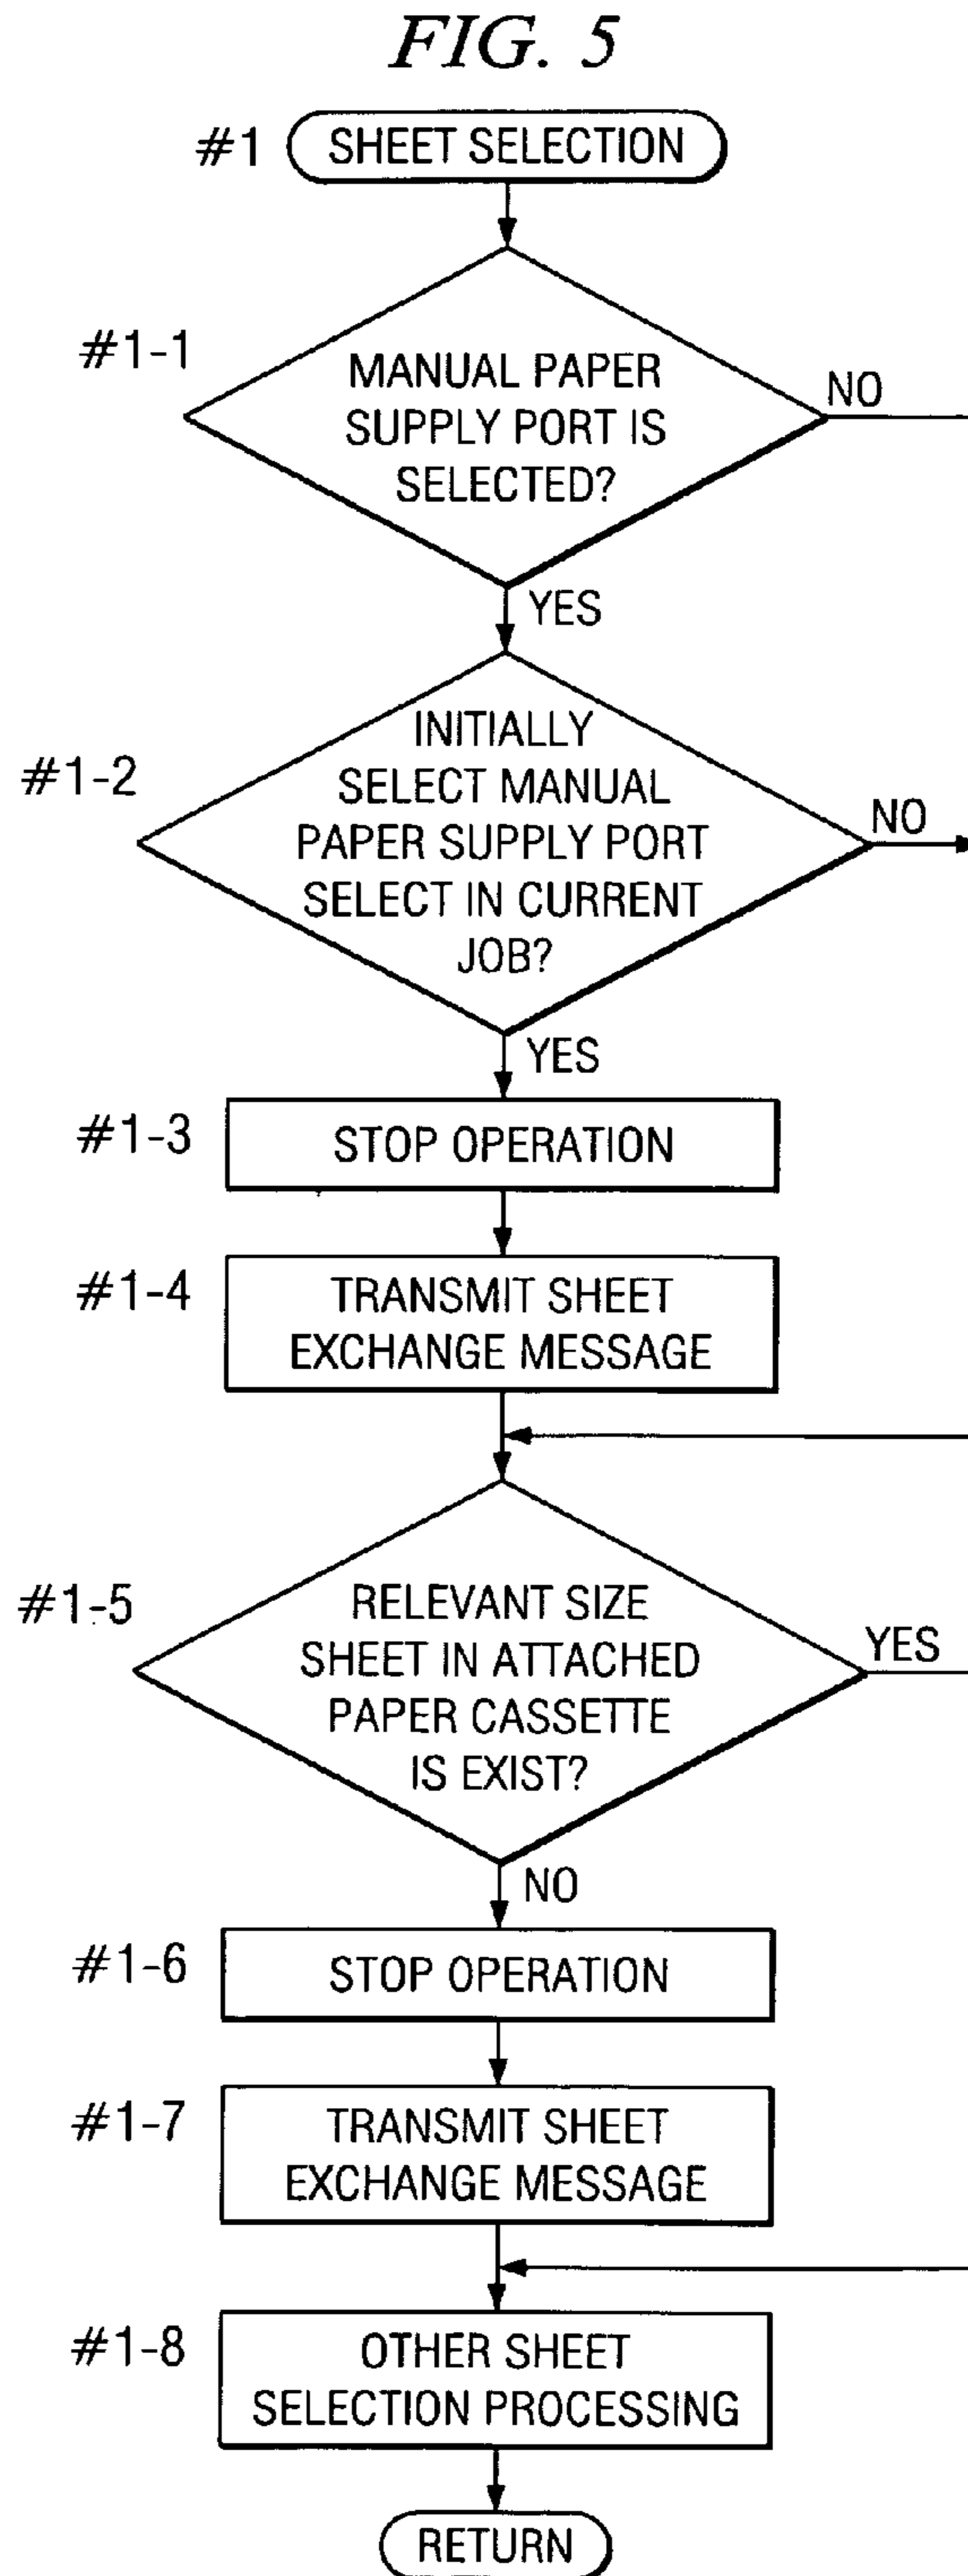 FIG. 5
#1 SHEET SELECTION
#1-1
MANUAL PAPER
SUPPLY PORT IS
SELECTED?
NO
YES
#1-2
INITIALLY
SELECT MANUAL
PAPER SUPPLY PORT
SELECT IN CURRENT
JOB?
NO
YES
#1-3 STOP OPERATION
#1-4 TRANSMIT SHEET
EXCHANGE MESSAGE
#1-5
RELEVANT SIZE
SHEET IN ATTACHED
PAPER CASSETTE
IS EXIST?
YES
NO
#1-6 STOP OPERATION
#1-7 TRANSMIT SHEET
EXCHANGE MESSAGE
#1-8 OTHER SHEET
SELECTION PROCESSING
RETURN